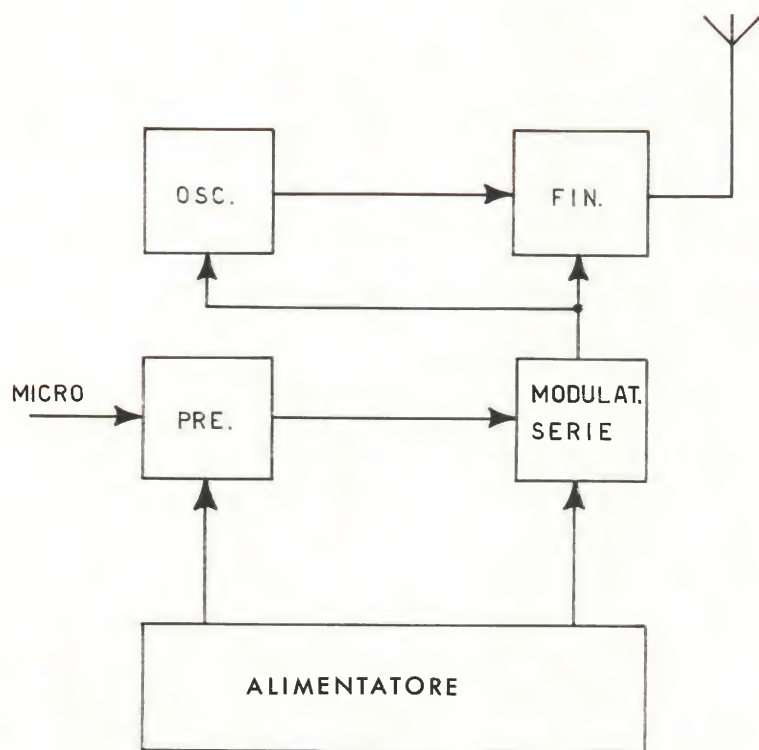 OSC.
FIN.
MICRO
PRE.
MODULAT.
SERIE
ALIMENTATORE